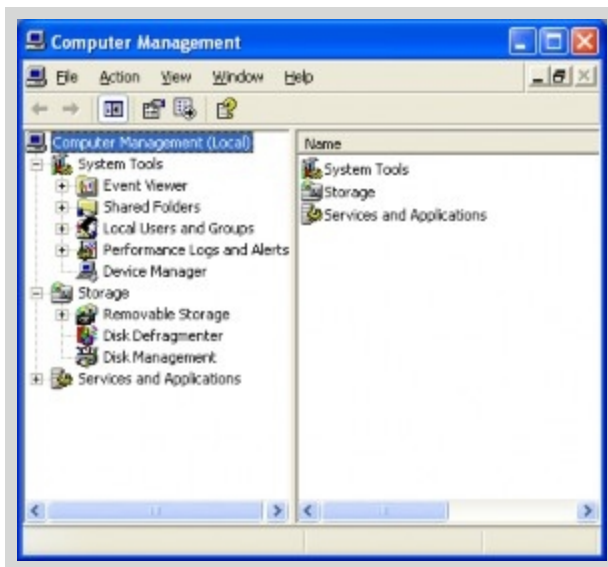 Computer Management
File Action View Window Help
Computer Management (Local)
System Tools
Event Viewer
Shared Folders
Local Users and Groups
Performance Logs and Alerts
Device Manager
Storage
Removable Storage
Disk Defragmenter
Disk Management
Services and Applications
Name
System Tools
Storage
Services and Applications